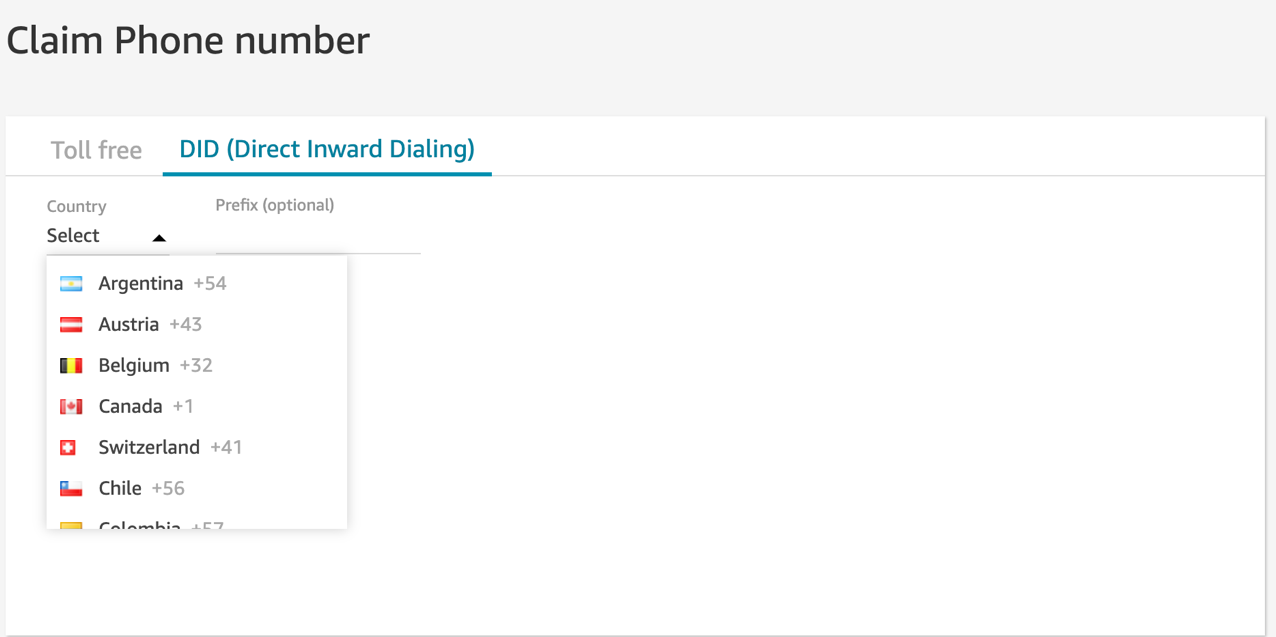 Claim Phone number
Toll free DID (Direct Inward Dialing)
Country Prefix (optional)
Select
Argentina +54
Austria +43
Belgium +32
Canada +1
Switzerland +41
Chile +56
Colombia +57